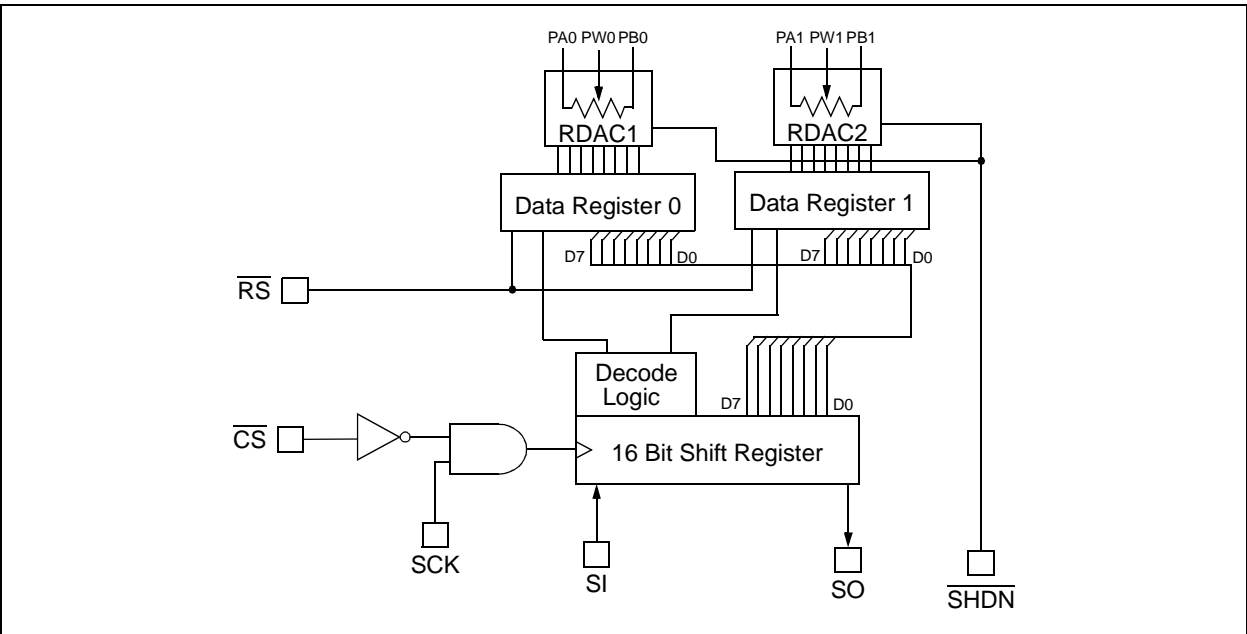 PA0 PW0 PB0
PA1 PW1 PB1
RDAC1
RDAC2
Data Register 0
Data Register 1
D7
D0
D7
D0
RS
Decode
Logic
D7
D0
CS
16 Bit Shift Register
SCK
SI
SO
SHDN